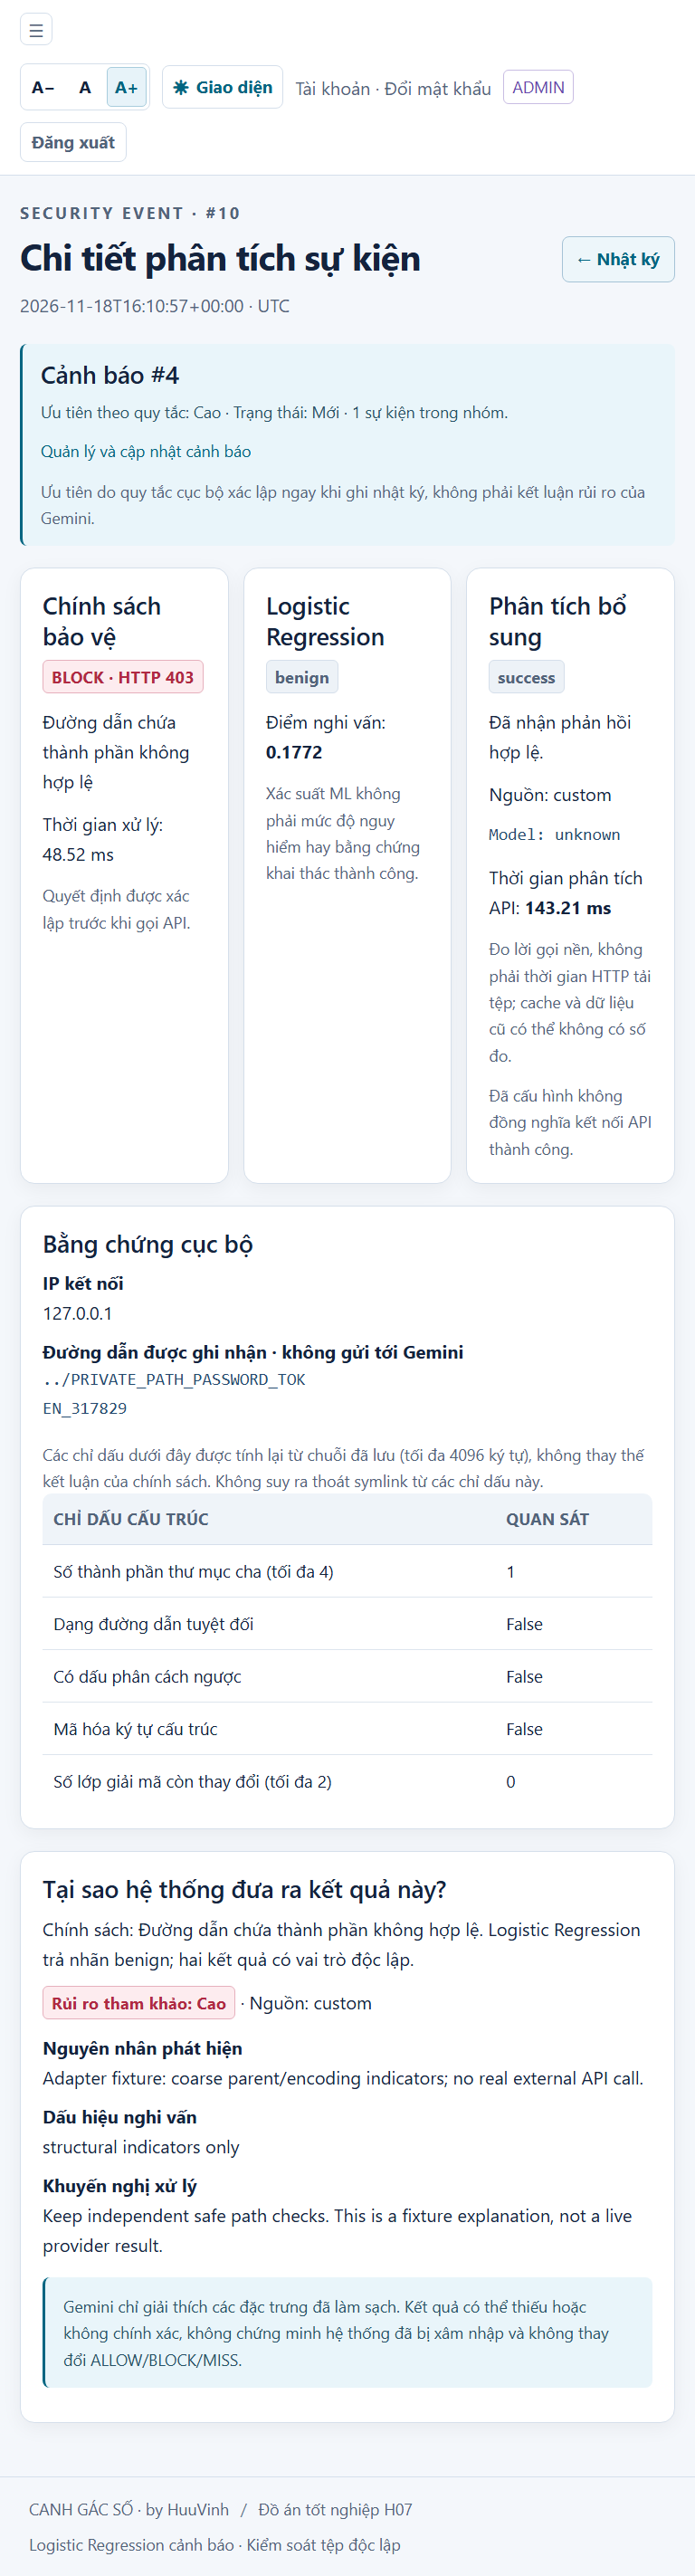 ☰
A− A A+ Giao diện Tài khoản · Đổi mật khẩu ADMIN
Đăng xuất
SECURITY EVENT · #10
Chi tiết phân tích sự kiện
← Nhật ký
2026-11-18T16:10:57+00:00 · UTC
Cảnh báo #4
Ưu tiên theo quy tắc: Cao · Trạng thái: Mới · 1 sự kiện trong nhóm.
Quản lý và cập nhật cảnh báo
Ưu tiên do quy tắc cục bộ xác lập ngay khi ghi nhật ký, không phải kết luận rủi ro của
Gemini.
Chính sách
bảo vệ
BLOCK · HTTP 403
Đường dẫn chứa
thành phần không
hợp lệ
Thời gian xử lý:
48.52 ms
Quyết định được xác
lập trước khi gọi API.
Logistic
Regression
benign
Điểm nghi vấn:
0.1772
Xác suất ML không
phải mức độ nguy
hiểm hay bằng chứng
khai thác thành công.
Phân tích bổ
sung
success
Đã nhận phản hồi
hợp lệ.
Nguồn: custom
Model: unknown
Thời gian phân tích
API: 143.21 ms
Đo lời gọi nền, không
phải thời gian HTTP tải
tệp; cache và dữ liệu
cũ có thể không có số
đo.
Đã cấu hình không
đồng nghĩa kết nối API
thành công.
Bằng chứng cục bộ
IP kết nối
127.0.0.1
Đường dẫn được ghi nhận · không gửi tới Gemini
../PRIVATE_PATH_PASSWORD_TOK
EN_317829
Các chỉ dấu dưới đây được tính lại từ chuỗi đã lưu (tối đa 4096 ký tự), không thay thế
kết luận của chính sách. Không suy ra thoát symlink từ các chỉ dấu này.
CHỈ DẤU CẤU TRÚC QUAN SÁT
Số thành phần thư mục cha (tối đa 4) 1
Dạng đường dẫn tuyệt đối False
Có dấu phân cách ngược False
Mã hóa ký tự cấu trúc False
Số lớp giải mã còn thay đổi (tối đa 2) 0
Tại sao hệ thống đưa ra kết quả này?
Chính sách: Đường dẫn chứa thành phần không hợp lệ. Logistic Regression
trả nhãn benign; hai kết quả có vai trò độc lập.
Rủi ro tham khảo: Cao · Nguồn: custom
Nguyên nhân phát hiện
Adapter fixture: coarse parent/encoding indicators; no real external API call.
Dấu hiệu nghi vấn
structural indicators only
Khuyến nghị xử lý
Keep independent safe path checks. This is a fixture explanation, not a live
provider result.
Gemini chỉ giải thích các đặc trưng đã làm sạch. Kết quả có thể thiếu hoặc
không chính xác, không chứng minh hệ thống đã bị xâm nhập và không thay
đổi ALLOW/BLOCK/MISS.
CANH GÁC SỐ · by HuuVinh / Đồ án tốt nghiệp H07
Logistic Regression cảnh báo · Kiểm soát tệp độc lập